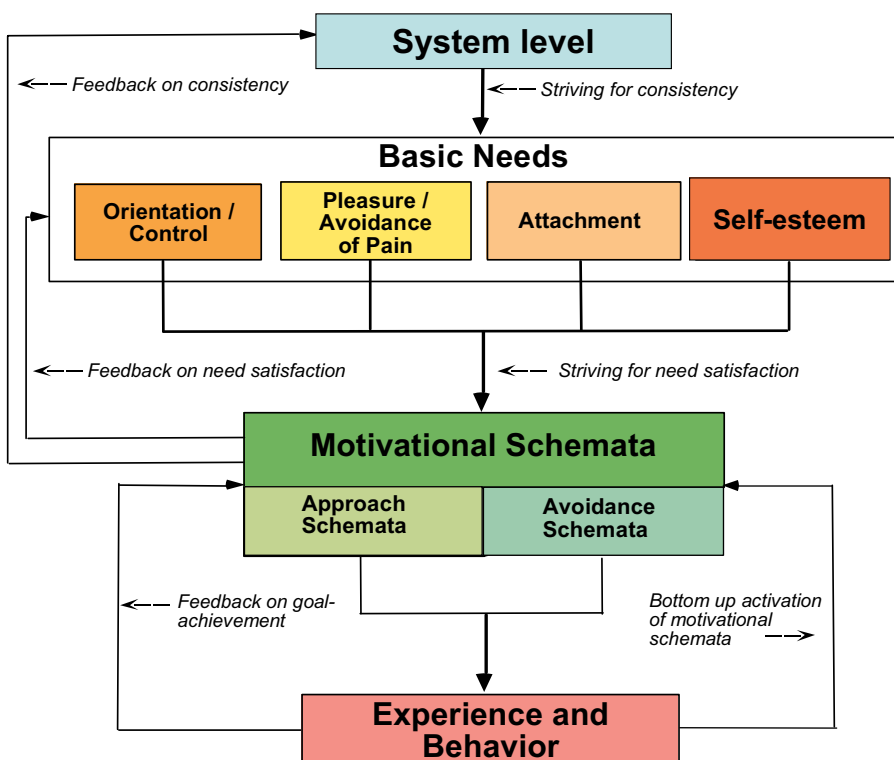 System level
Feedback on consistency
Striving for consistency
Basic Needs
Orientation /
Control
Pleasure /
Avoidance
of Pain
Attachment
Self-esteem
Feedback on need satisfaction
Striving for need satisfaction
Motivational Schemata
Approach
Schemata
Avoidance
Schemata
Feedback on goal-
achievement
Bottom up activation
of motivational
schemata
Experience and
Behavior